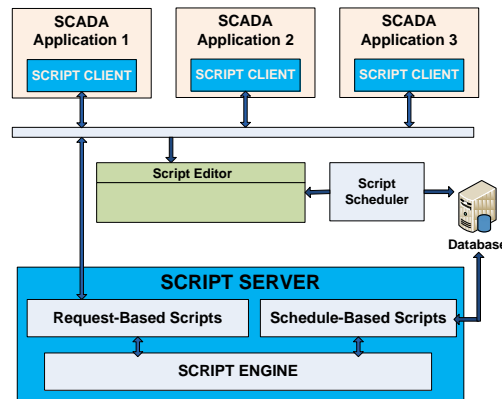 SCADA
Application 1
SCRIPT CLIENT
SCADA
Application 2
SCRIPT CLIENT
SCADA
Application 3
SCRIPT CLIENT
Script Editor
Script
Scheduler
Database
SCRIPT SERVER
Request-Based Scripts
Schedule-Based Scripts
SCRIPT ENGINE